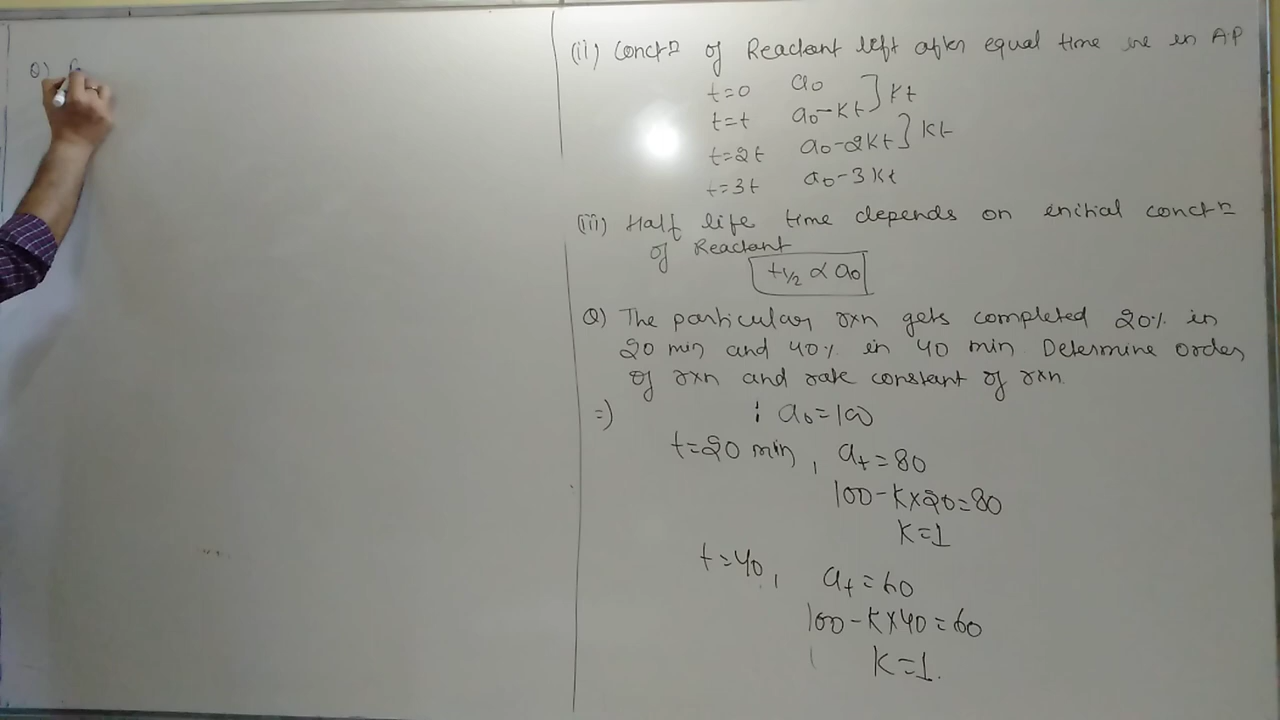 Q)
(ii) Conctn of Reactant left after equal time are in AP
t=0 a0
t=t a0-Kt } Kt
t=2t a0-2Kt } Kt
t=3t a0-3Kt
(iii) Half life time depends on enitial conctn
of Reactant
t1/2 ∝ a0
Q) The particular rxn gets completed 20% in
20 min and 40% in 40 min. Determine order
of rxn and rate constant of rxn.
=) : a0=100
t=20 min, at=80
100-K×20=80
K=1
t=40, at=60
100-K×40=60
K=1.